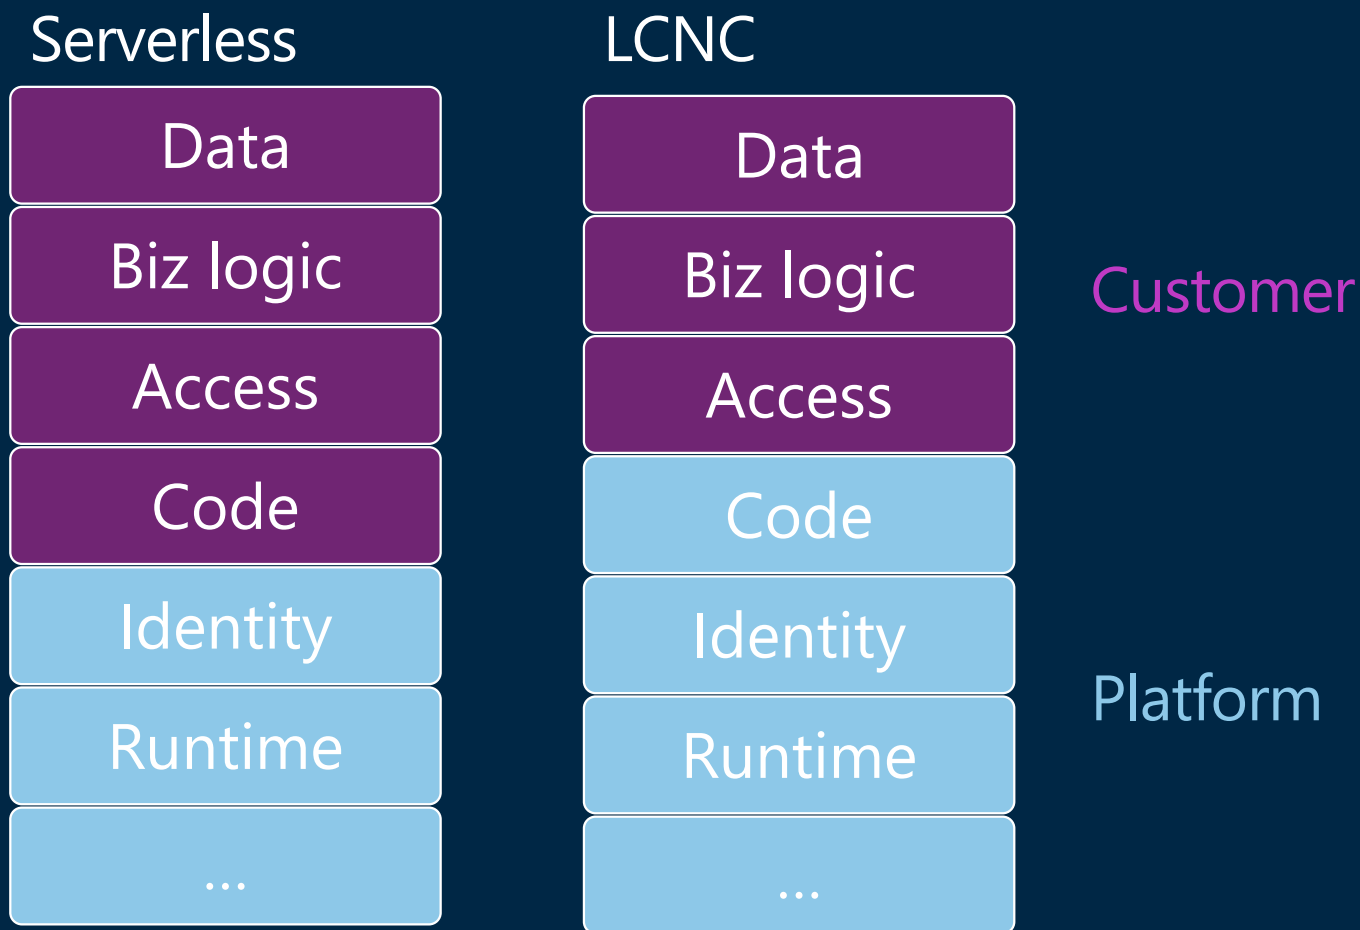 Serverless
Data
Biz logic
Access
Code
Identity
Runtime
...
LCNC
Data
Biz logic
Access
Code
Identity
Runtime
...
Customer
Platform